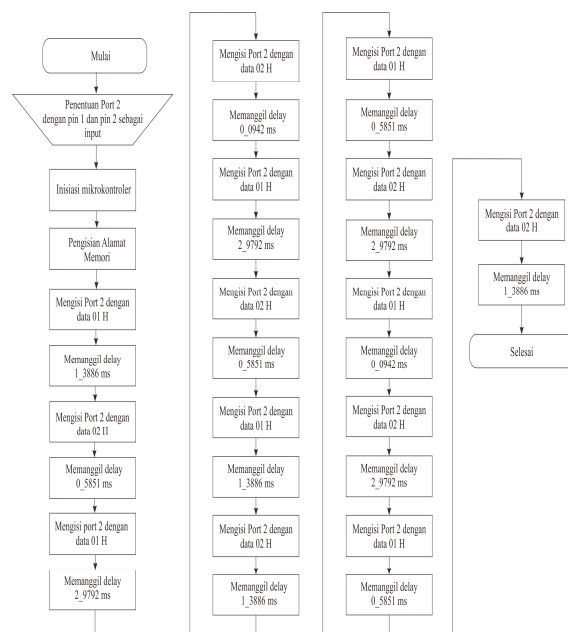 Mulai
Penentuan Port 2
dengan pin 1 dan pin 2 sebagai
input
Inisiasi mikrokontroler
Pengisian Alamat
Memori
Mengisi Port 2 dengan
data 01 H
Memanggil delay
1_3886 ms
Mengisi Port 2 dengan
data 02 H
Memanggil delay
0_5851 ms
Mengisi port 2 dengan
data 01 H
Memanggil delay
2_9792 ms
Mengisi Port 2 dengan
data 02 H
Memanggil delay
0_0942 ms
Mengisi Port 2 dengan
data 01 H
Memanggil delay
2_9792 ms
Mengisi Port 2 dengan
data 02 H
Memanggil delay
0_5851 ms
Mengisi Port 2 dengan
data 01 H
Memanggil delay
1_3886 ms
Mengisi Port 2 dengan
data 02 H
Memanggil delay
1_3886 ms
Mengisi Port 2 dengan
data 01 H
Memanggil delay
0_5851 ms
Mengisi Port 2 dengan
data 02 H
Memanggil delay
2_9792 ms
Mengisi Port 2 dengan
data 01 H
Memanggil delay
0_0942 ms
Mengisi Port 2 dengan
data 02 H
Memanggil delay
2_9792 ms
Mengisi Port 2 dengan
data 01 H
Memanggil delay
0_5851 ms
Mengisi Port 2 dengan
data 02 H
Memanggil delay
1_3886 ms
Selesai